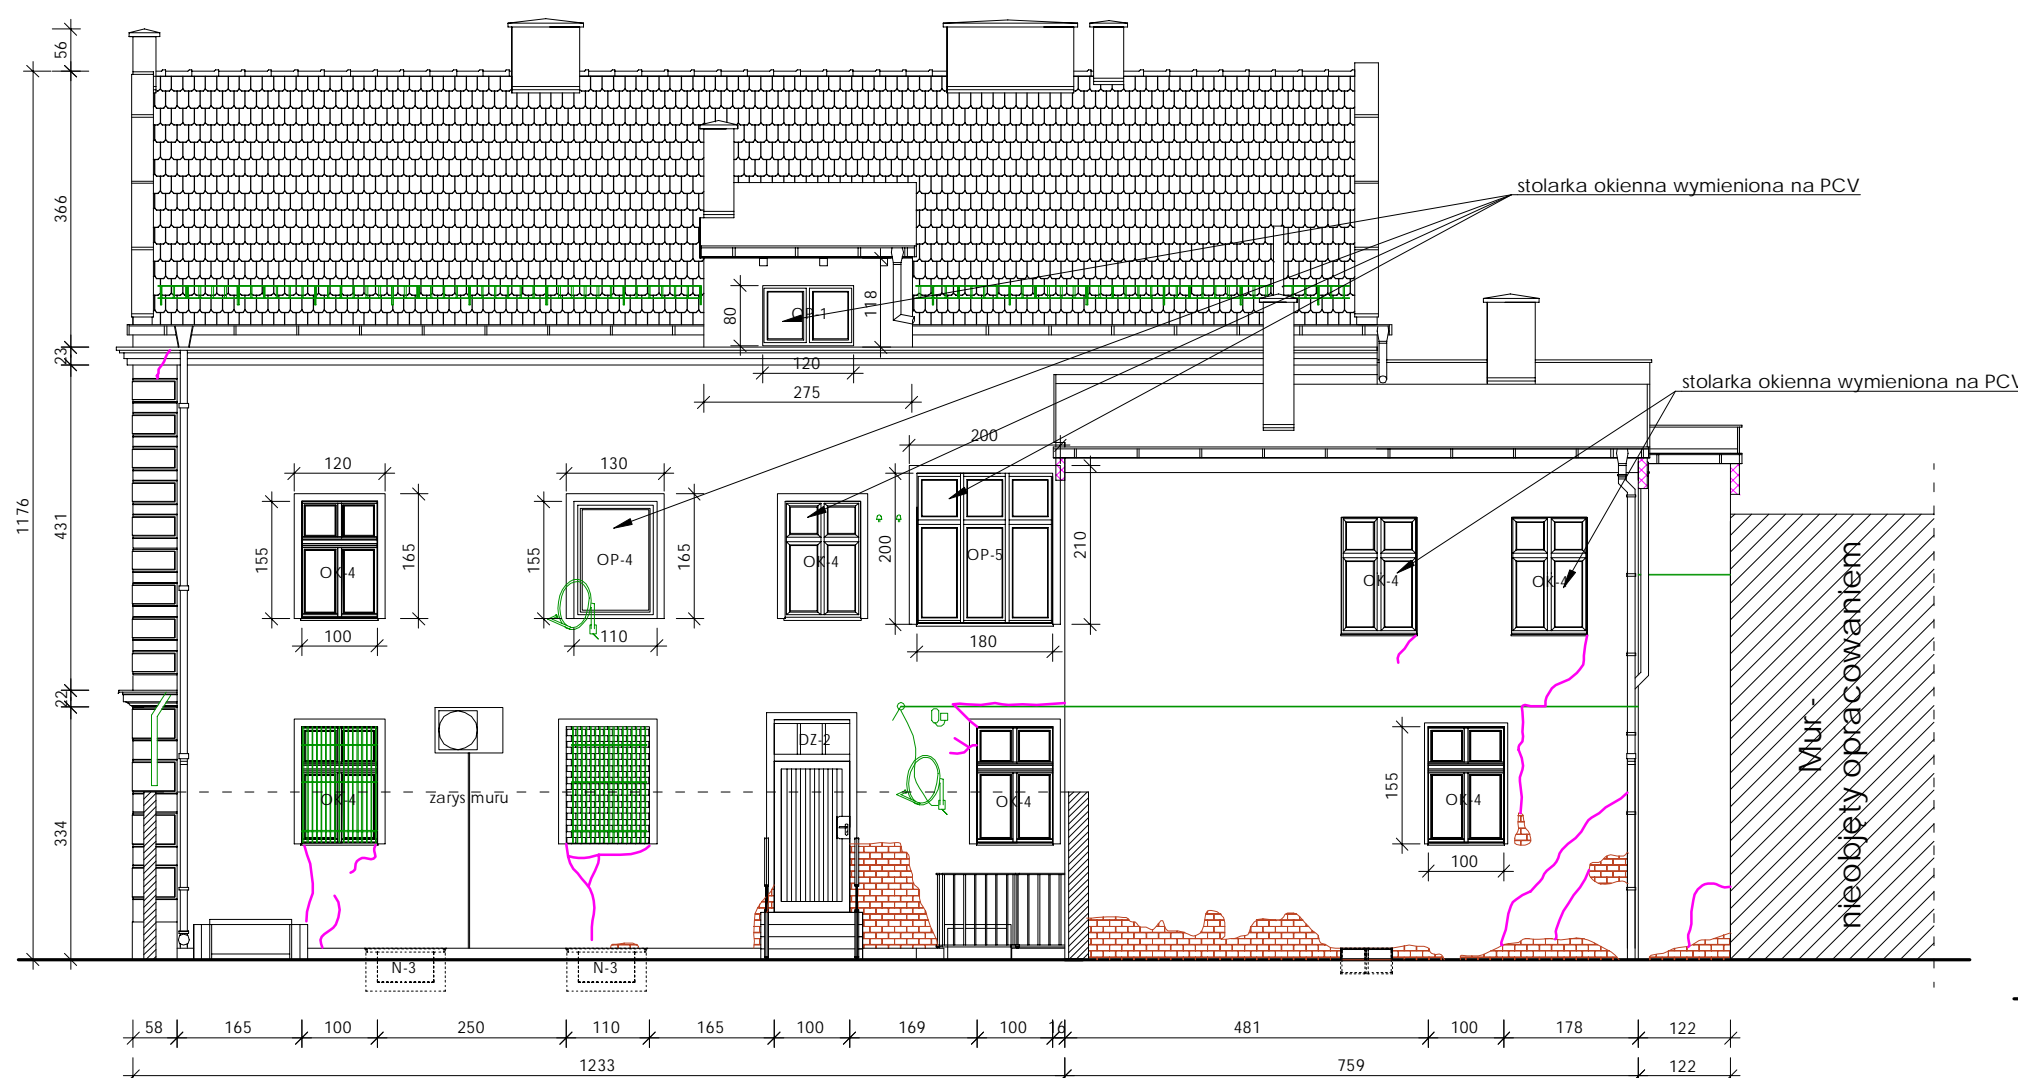 56
366
23
431
22
334
1176
stolarka okienna wymieniona na PCV
80
OP-1
118
120
275
stolarka okienna wymieniona na PCV
120
155
OK-4
165
100
130
155
OP-4
165
110
OK-4
200
200
OP-5
210
180
OK-4
OK-4
OK-4
zarys muru
DZ-2
OK-4
155
OK-4
100
Mur -
nieobjęty opracowaniem
N-3
N-3
58 165 100 250 110 165 100 169 100 16 481 100 178 122
1233 759 122